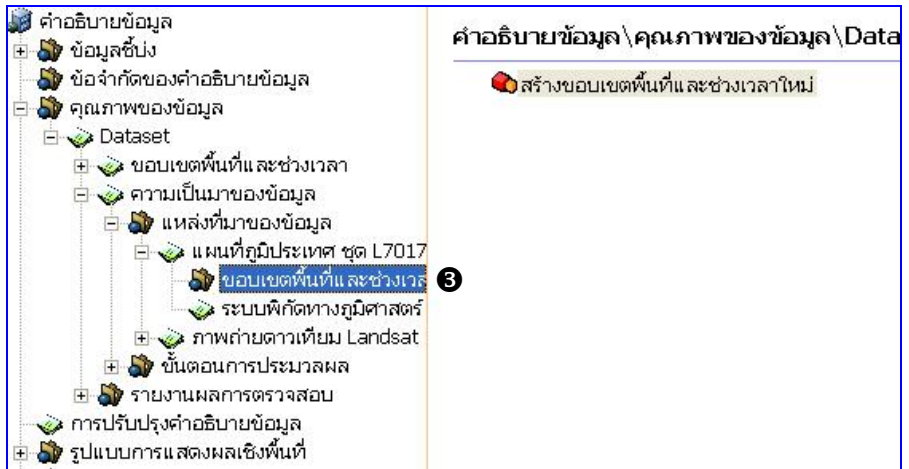 คำอธิบายข้อมูล
ข้อมูลชี้บ่ง
ข้อจำกัดของคำอธิบายข้อมูล
คุณภาพของข้อมูล
Dataset
ขอบเขตพื้นที่และช่วงเวลา
ความเป็นมาของข้อมูล
แหล่งที่มาของข้อมูล
แผนที่ภูมิประเทศ ชุด L7017
ขอบเขตพื้นที่และช่วงเวล
❸
ระบบพิกัดทางภูมิศาสตร์
ภาพถ่ายดาวเทียม Landsat
ขั้นตอนการประมวลผล
รายงานผลการตรวจสอบ
การปรับปรุงคำอธิบายข้อมูล
รูปแบบการแสดงผลเชิงพื้นที่
คำอธิบายข้อมูล\คุณภาพของข้อมูล\Data
สร้างขอบเขตพื้นที่และช่วงเวลาใหม่